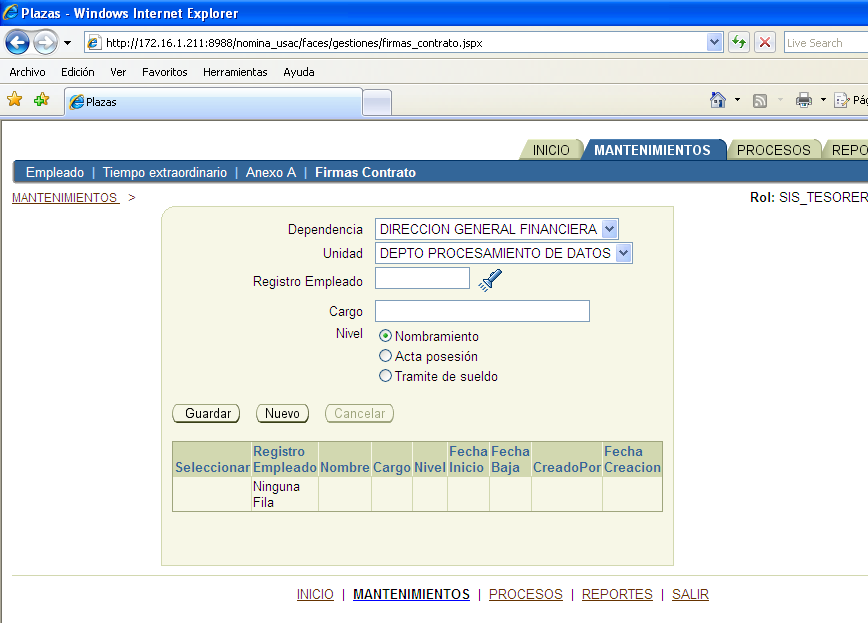 Plazas - Windows Internet Explorer
http://172.16.1.211:8988/nomina_usac/faces/gestiones/firmas_contrato.jspx
Live Search
Archivo Edición Ver Favoritos Herramientas Ayuda
Plazas
Pág
INICIO MANTENIMIENTOS PROCESOS REPO
Empleado | Tiempo extraordinario | Anexo A | Firmas Contrato
MANTENIMIENTOS >
Rol: SIS_TESORER
Dependencia DIRECCION GENERAL FINANCIERA
Unidad DEPTO PROCESAMIENTO DE DATOS
Registro Empleado
Cargo
Nivel Nombramiento
Acta posesión
Tramite de sueldo
Guardar Nuevo Cancelar
Seleccionar Registro Empleado Nombre Cargo Nivel Fecha Inicio Fecha Baja CreadoPor Fecha Creacion
Ninguna
Fila
INICIO | MANTENIMIENTOS | PROCESOS | REPORTES | SALIR